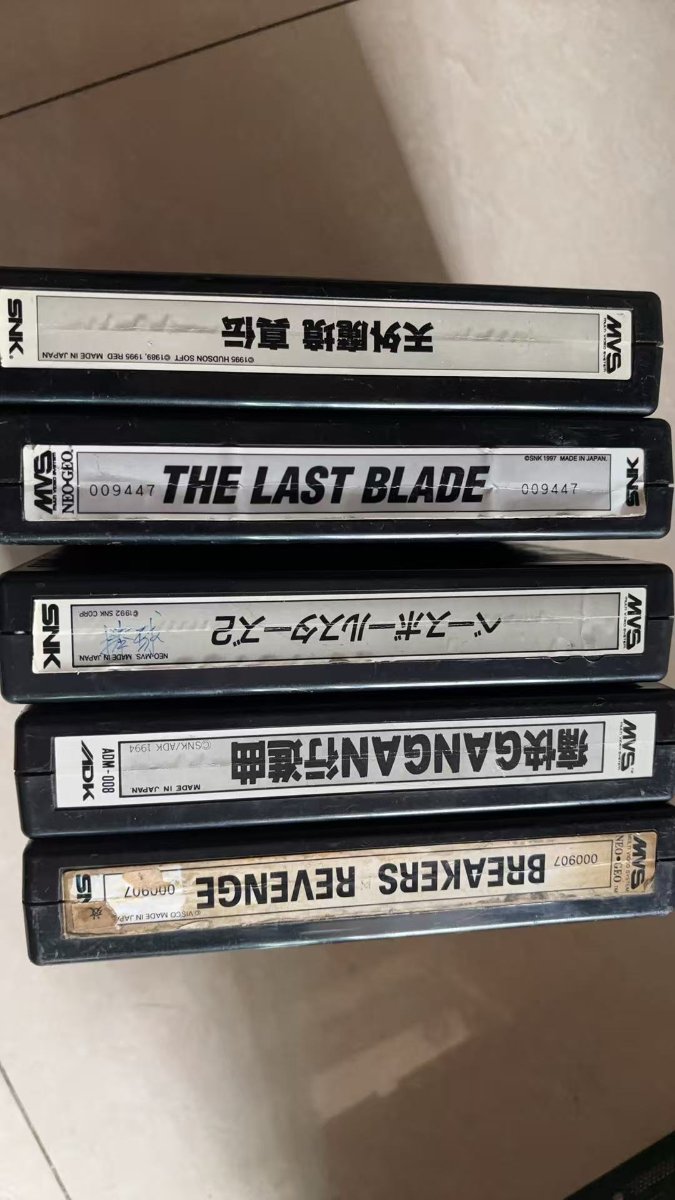 MVS
天外魔境 真伝
©1995 HUDSON SOFT ©1989, 1995 RED MADE IN JAPAN
SNK.
MVS
NEO•GEO
009447
THE LAST BLADE
009447
©SNK 1997 MADE IN JAPAN.
SNK
MVS
ベースボールスターズ2
©1992 SNK CORP
NEO-MVS MADE IN JAPAN
SNK
MVS
痛快GANGAN行進曲
©SNK/ADK 1994
MADE IN JAPAN
ADM-008
ADK
MVS
NEO•GEO
000907
BREAKERS REVENGE
000907
© VISCO MADE IN JAPAN
SN